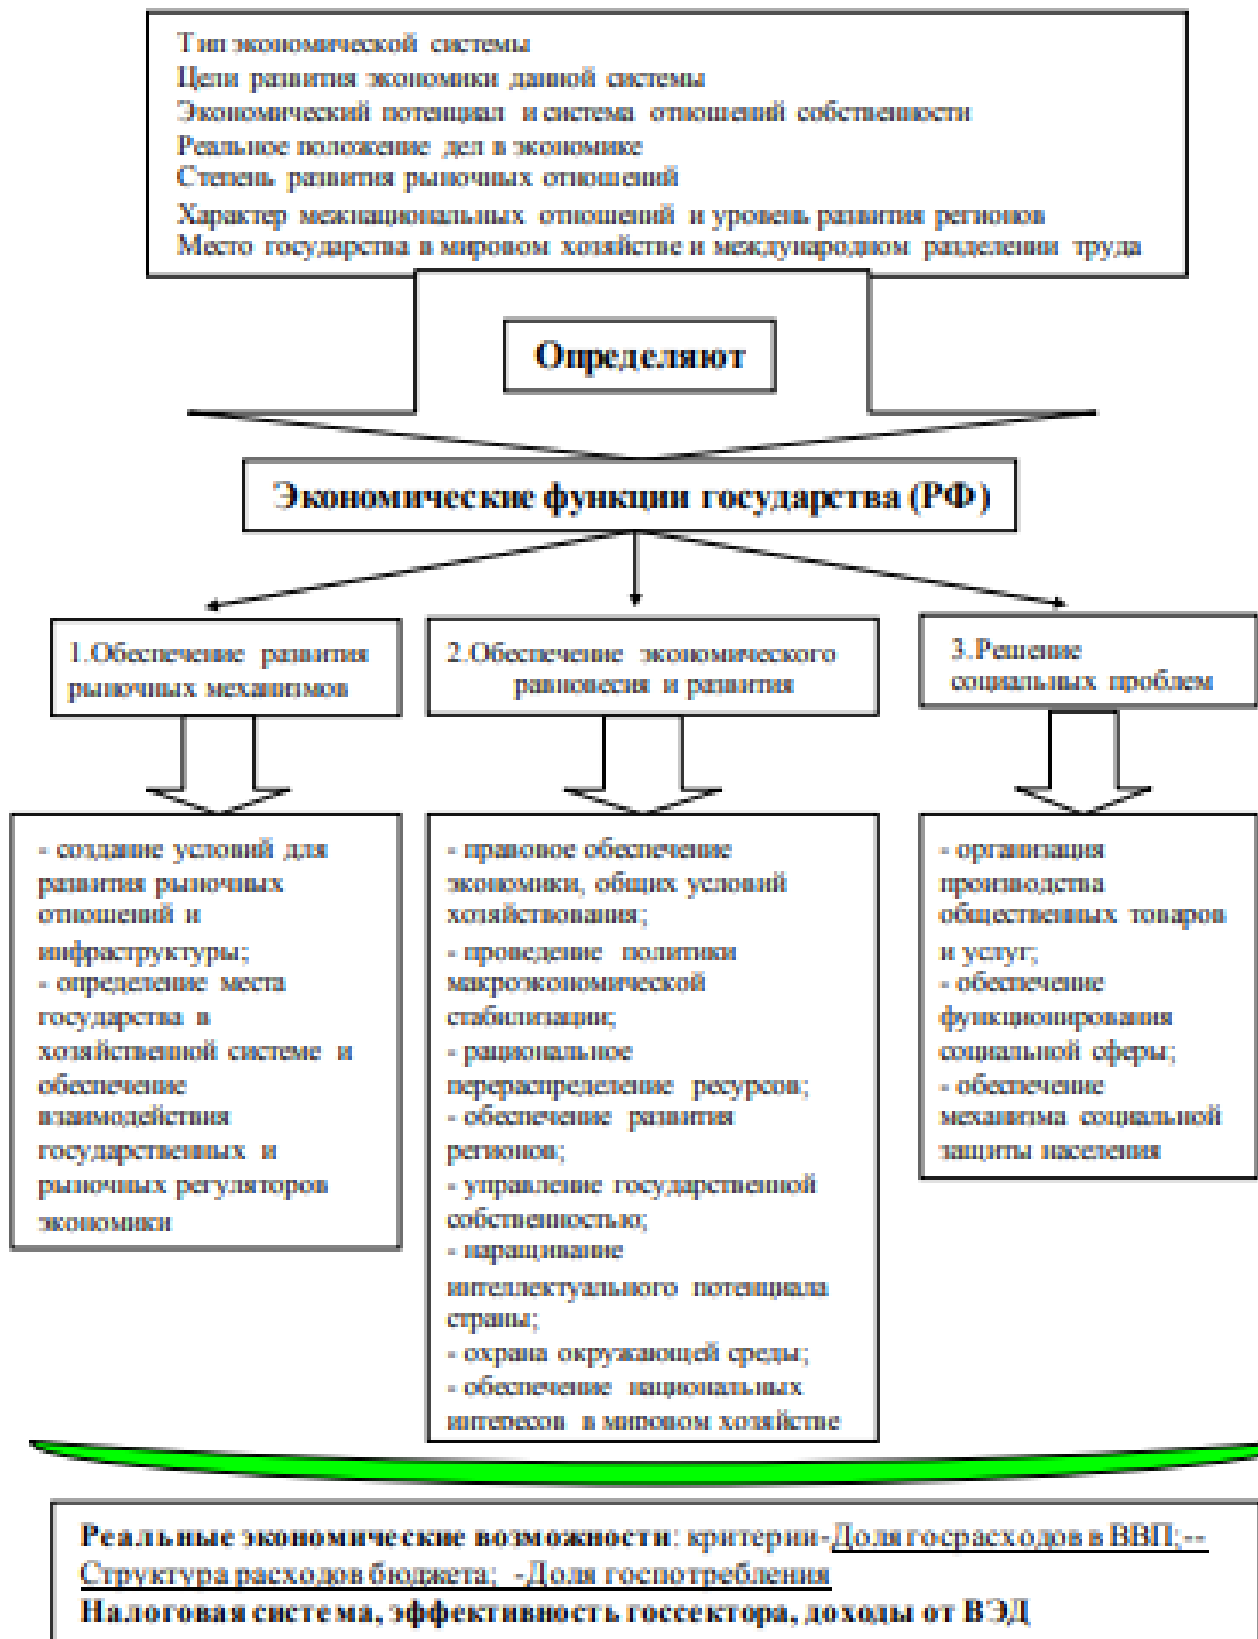 Тип экономической системы
Цели развития экономики данной системы
Экономический потенциал и система отношений собственности
Реальное положение дел в экономике
Степень развития рыночных отношений
Характер межнациональных отношений и уровень развития регионов
Место государства в мировом хозяйстве и международном разделении труда
Определяют
Экономические функции государства (РФ)
1.Обеспечение развития
рыночных механизмов
2.Обеспечение экономического
равновесия и развития
3.Решение
социальных проблем
- создание условий для
развития рыночных
отношений и
инфраструктуры;
- определение места
государства в
хозяйственной системе и
обеспечение
взаимодействия
государственных и
рыночных регуляторов
экономики
- правовое обеспечение
экономики, общих условий
хозяйствования;
- проведение политики
макроэкономической
стабилизации;
- рациональное
перераспределение ресурсов;
- обеспечение развития
регионов;
- управление государственной
собственностью;
- наращивание
интеллектуального потенциала
страны;
- охрана окружающей среды;
- обеспечение национальных
интересов в мировом хозяйстве
- организация
производства
общественных товаров
и услуг;
- обеспечение
функционирования
социальной сферы;
- обеспечение
механизма социальной
защиты населения
Реальные экономические возможности: критерии-Доля госрасходов в ВВП;--
Структура расходов бюджета; -Доля госпотребления
Налоговая система, эффективность госсектора, доходы от ВЭД